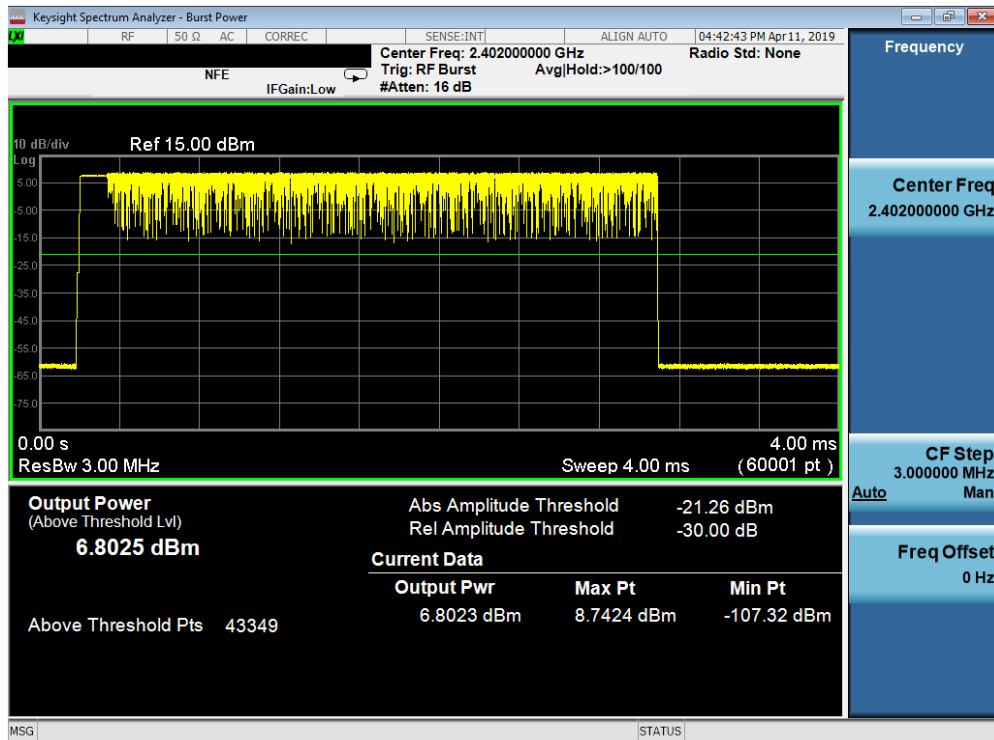 Keysight Spectrum Analyzer - Burst Power
LXI RF 50 Ω AC CORREC SENSE:INT ALIGN AUTO 04:42:43 PM Apr 11, 2019
Center Freq: 2.402000000 GHz Radio Std: None
NFE Trig: RF Burst Avg|Hold:>100/100
IFGain:Low #Atten: 16 dB
10 dB/div Ref 15.00 dBm
Log
5.00
-5.00
-15.0
-25.0
-35.0
-45.0
-55.0
-65.0
-75.0
0.00 s 4.00 ms
ResBw 3.00 MHz Sweep 4.00 ms (60001 pt )
Output Power
(Above Threshold Lvl)
6.8025 dBm
Above Threshold Pts 43349
Abs Amplitude Threshold -21.26 dBm
Rel Amplitude Threshold -30.00 dB
Current Data
Output Pwr Max Pt Min Pt
6.8023 dBm 8.7424 dBm -107.32 dBm
Frequency
Center Freq
2.402000000 GHz
CF Step
3.000000 MHz
Auto Man
Freq Offset
0 Hz
MSG STATUS